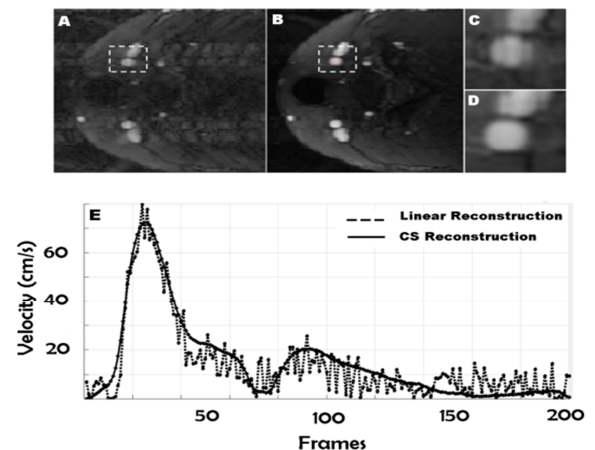 A
B
C
D
E
Linear Reconstruction
CS Reconstruction
Velocity (cm/s)
60
40
20
50
100
150
200
Frames